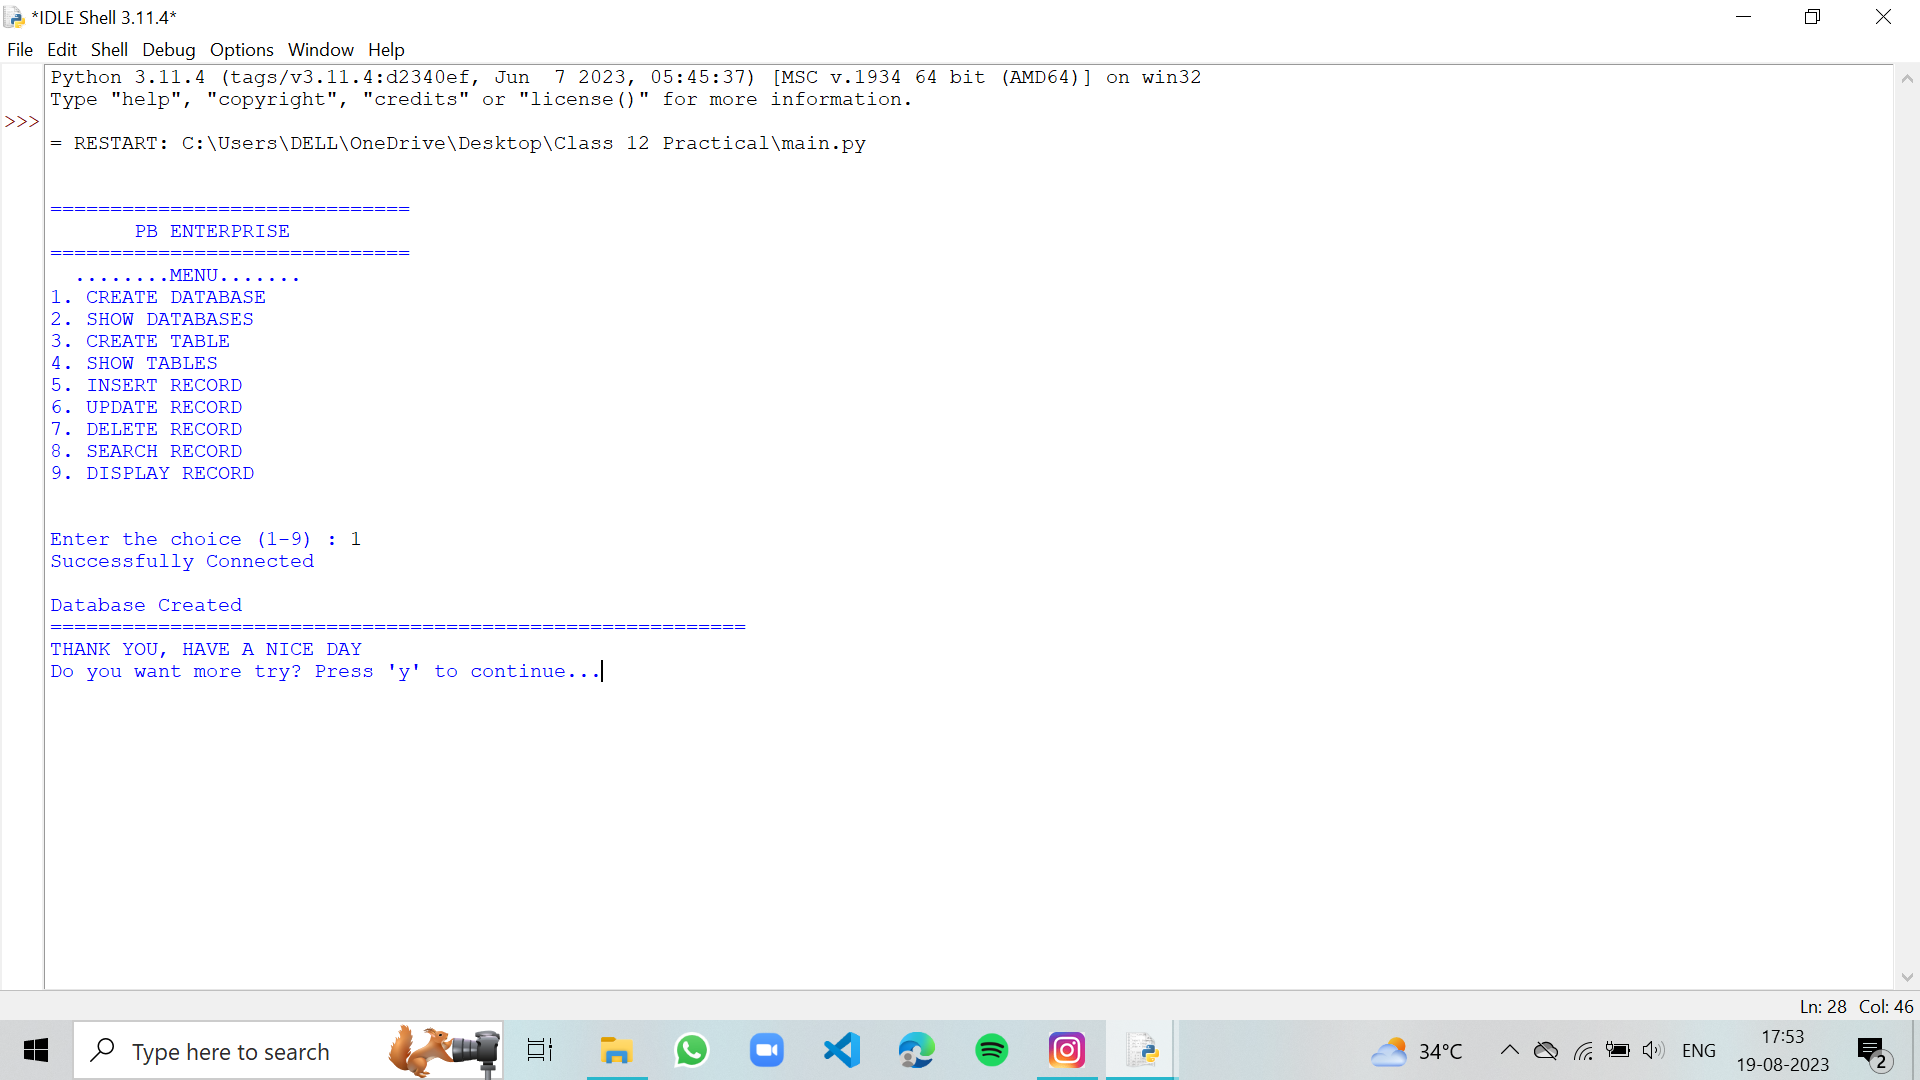 *IDLE Shell 3.11.4*
File Edit Shell Debug Options Window Help
Python 3.11.4 (tags/v3.11.4:d2340ef, Jun  7 2023, 05:45:37) [MSC v.1934 64 bit (AMD64)] on win32
Type "help", "copyright", "credits" or "license()" for more information.
>>>
= RESTART: C:\Users\DELL\OneDrive\Desktop\Class 12 Practical\main.py
==============================
PB ENTERPRISE
==============================
........MENU.......
1. CREATE DATABASE
2. SHOW DATABASES
3. CREATE TABLE
4. SHOW TABLES
5. INSERT RECORD
6. UPDATE RECORD
7. DELETE RECORD
8. SEARCH RECORD
9. DISPLAY RECORD
Enter the choice (1-9) : 1
Successfully Connected
Database Created
==========================================================
THANK YOU, HAVE A NICE DAY
Do you want more try? Press 'y' to continue...
Ln: 28 Col: 46
Type here to search
34°C
ENG
17:53
19-08-2023
2